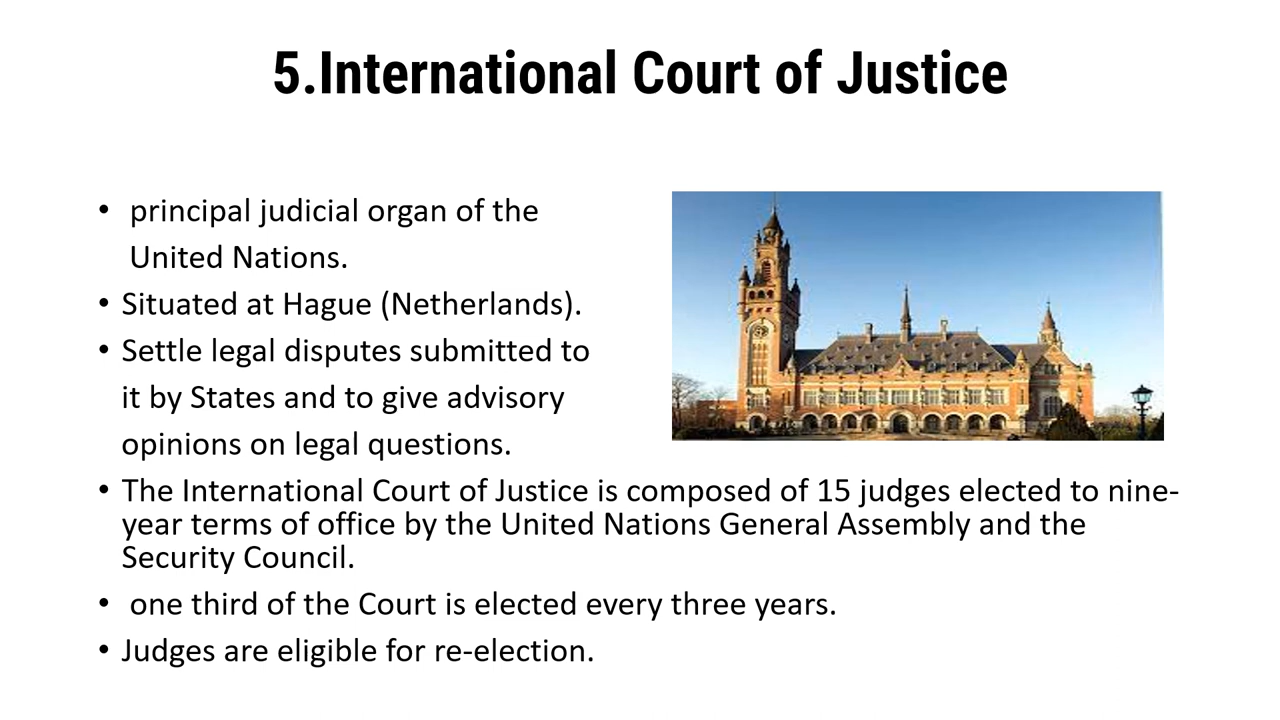 5.International Court of Justice
• principal judicial organ of the
United Nations.
• Situated at Hague (Netherlands).
• Settle legal disputes submitted to
it by States and to give advisory
opinions on legal questions.
• The International Court of Justice is composed of 15 judges elected to nine-
year terms of office by the United Nations General Assembly and the
Security Council.
• one third of the Court is elected every three years.
• Judges are eligible for re-election.